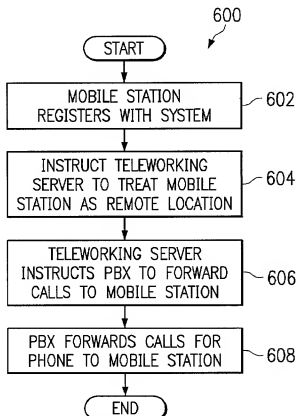 600
START
MOBILE STATION
REGISTERS WITH SYSTEM
602
INSTRUCT TELEWORKING
SERVER TO TREAT MOBILE
STATION AS REMOTE LOCATION
604
TELEWORKING SERVER
INSTRUCTS PBX TO FORWARD
CALLS TO MOBILE STATION
606
PBX FORWARDS CALLS FOR
PHONE TO MOBILE STATION
608
END